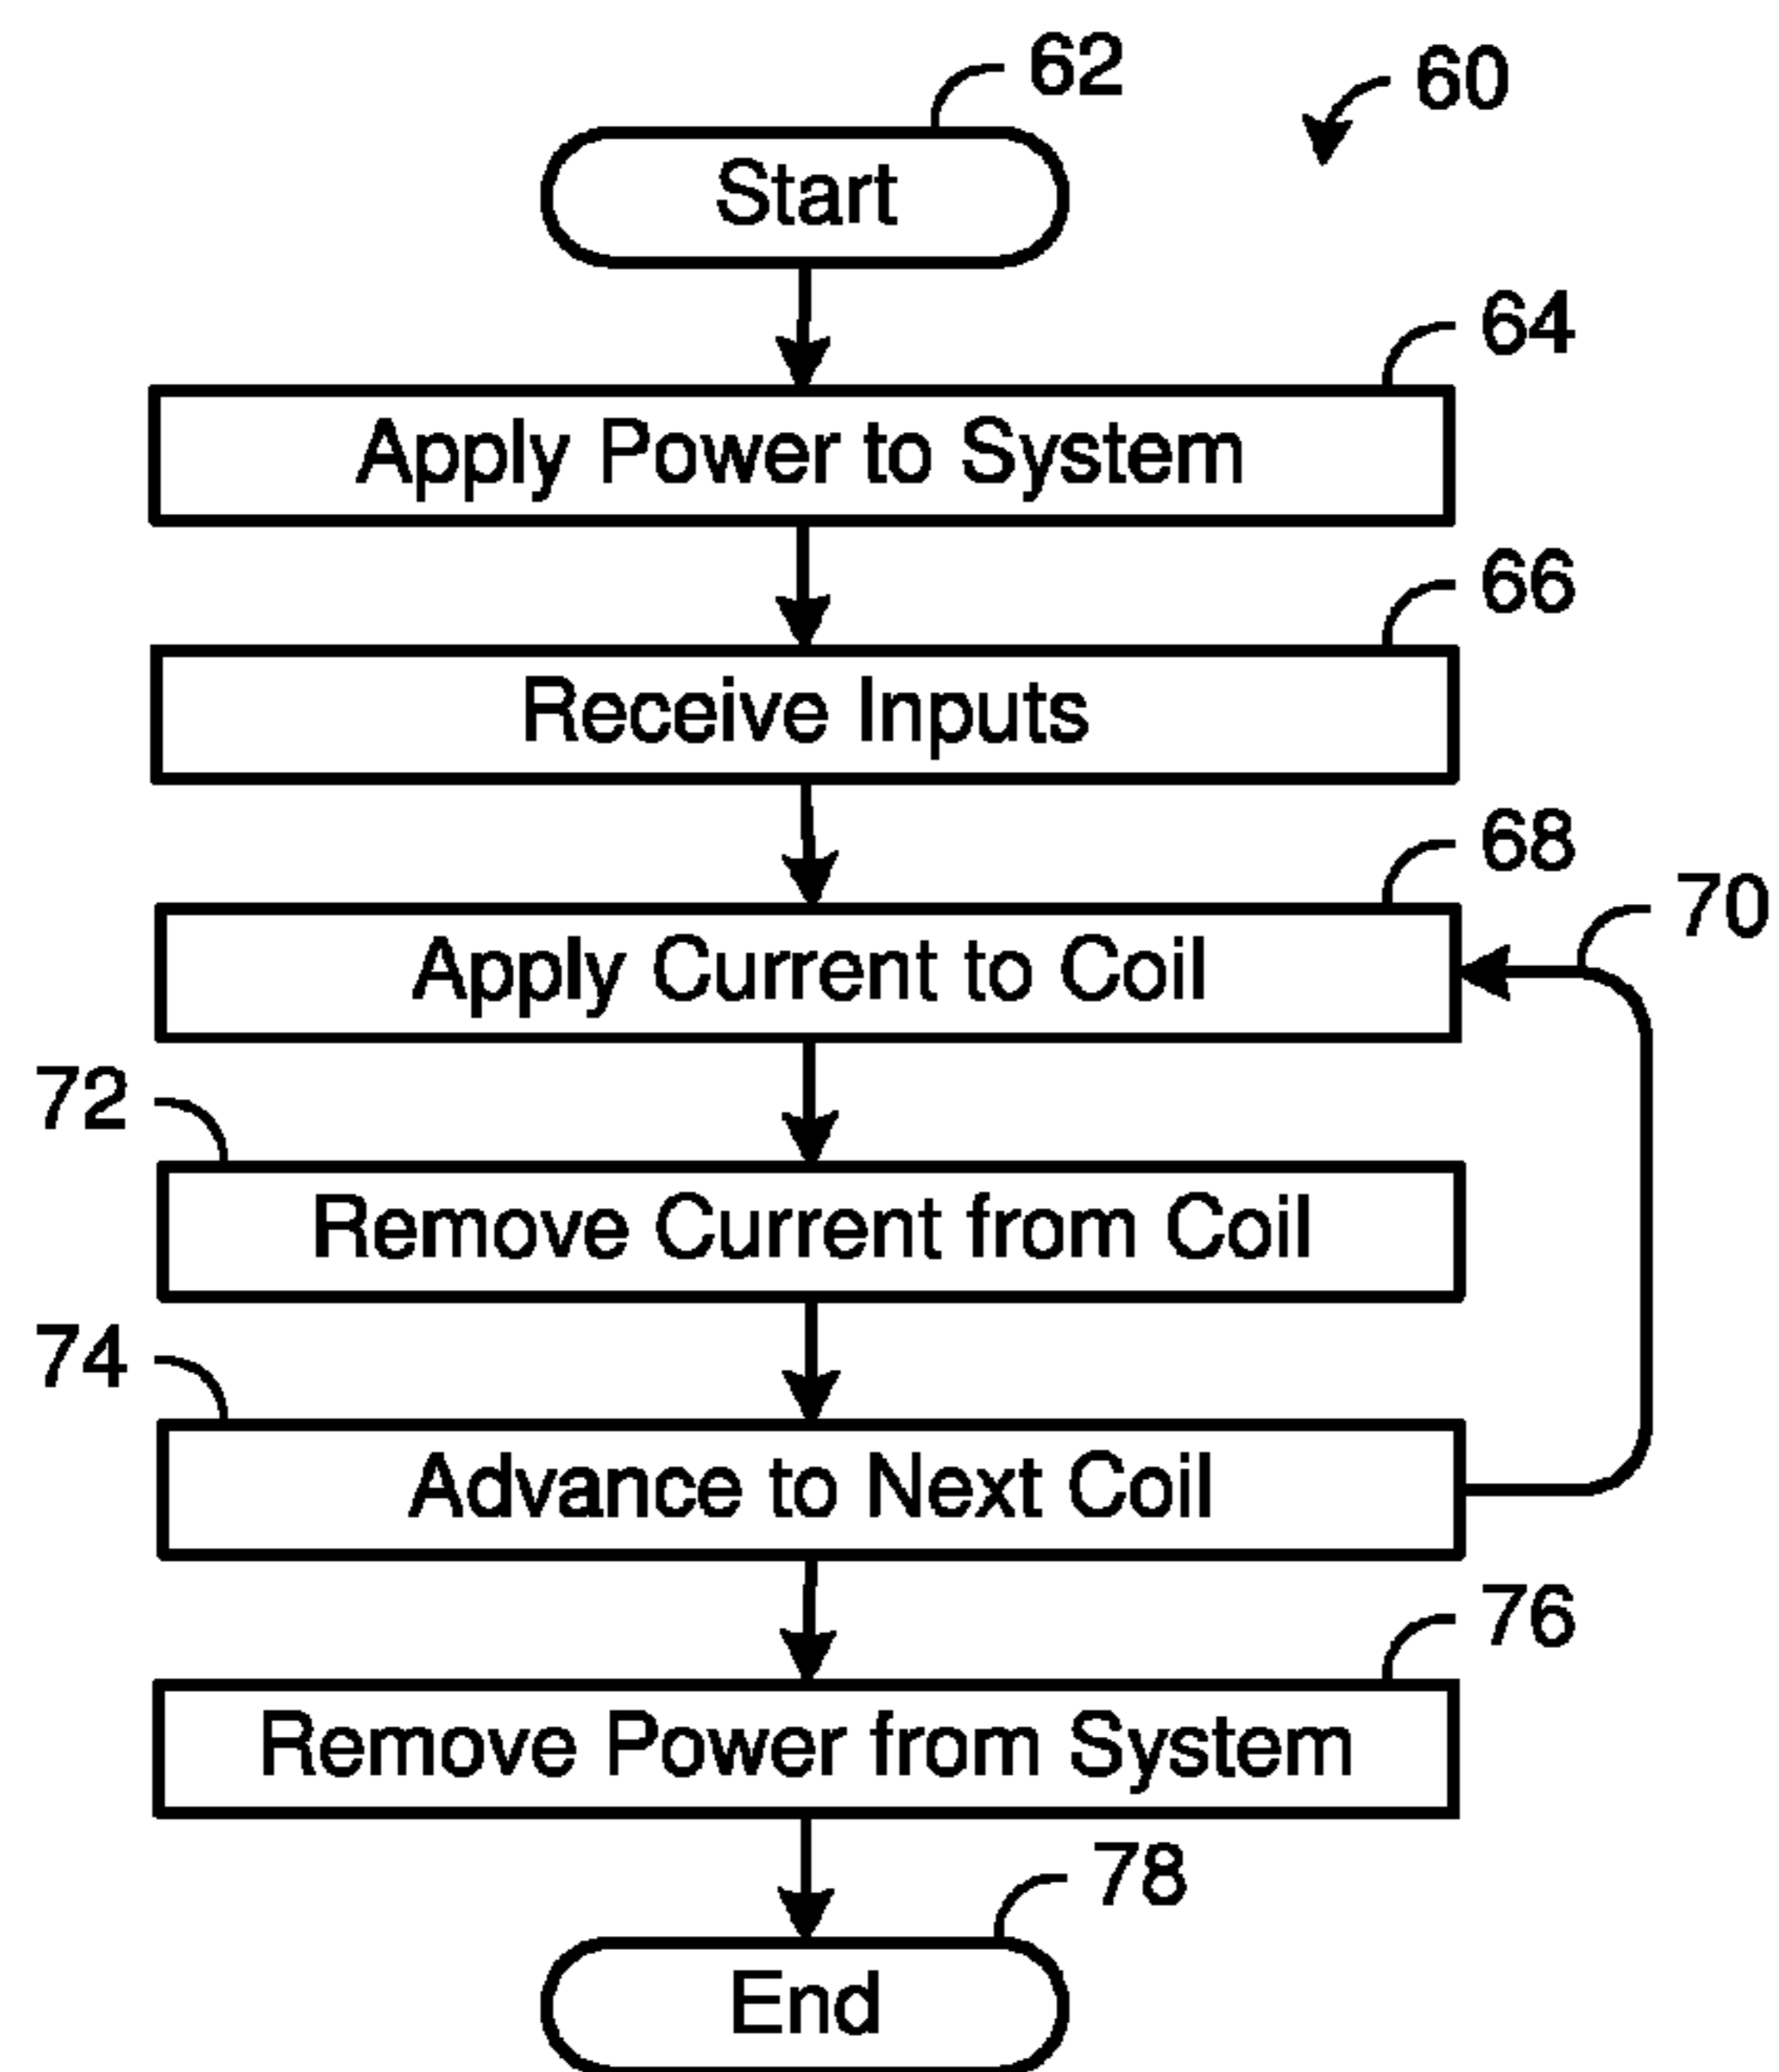 62
60
Start
64
Apply Power to System
66
Receive Inputs
68
70
Apply Current to Coil
72
Remove Current from Coil
74
Advance to Next Coil
76
Remove Power from System
78
End